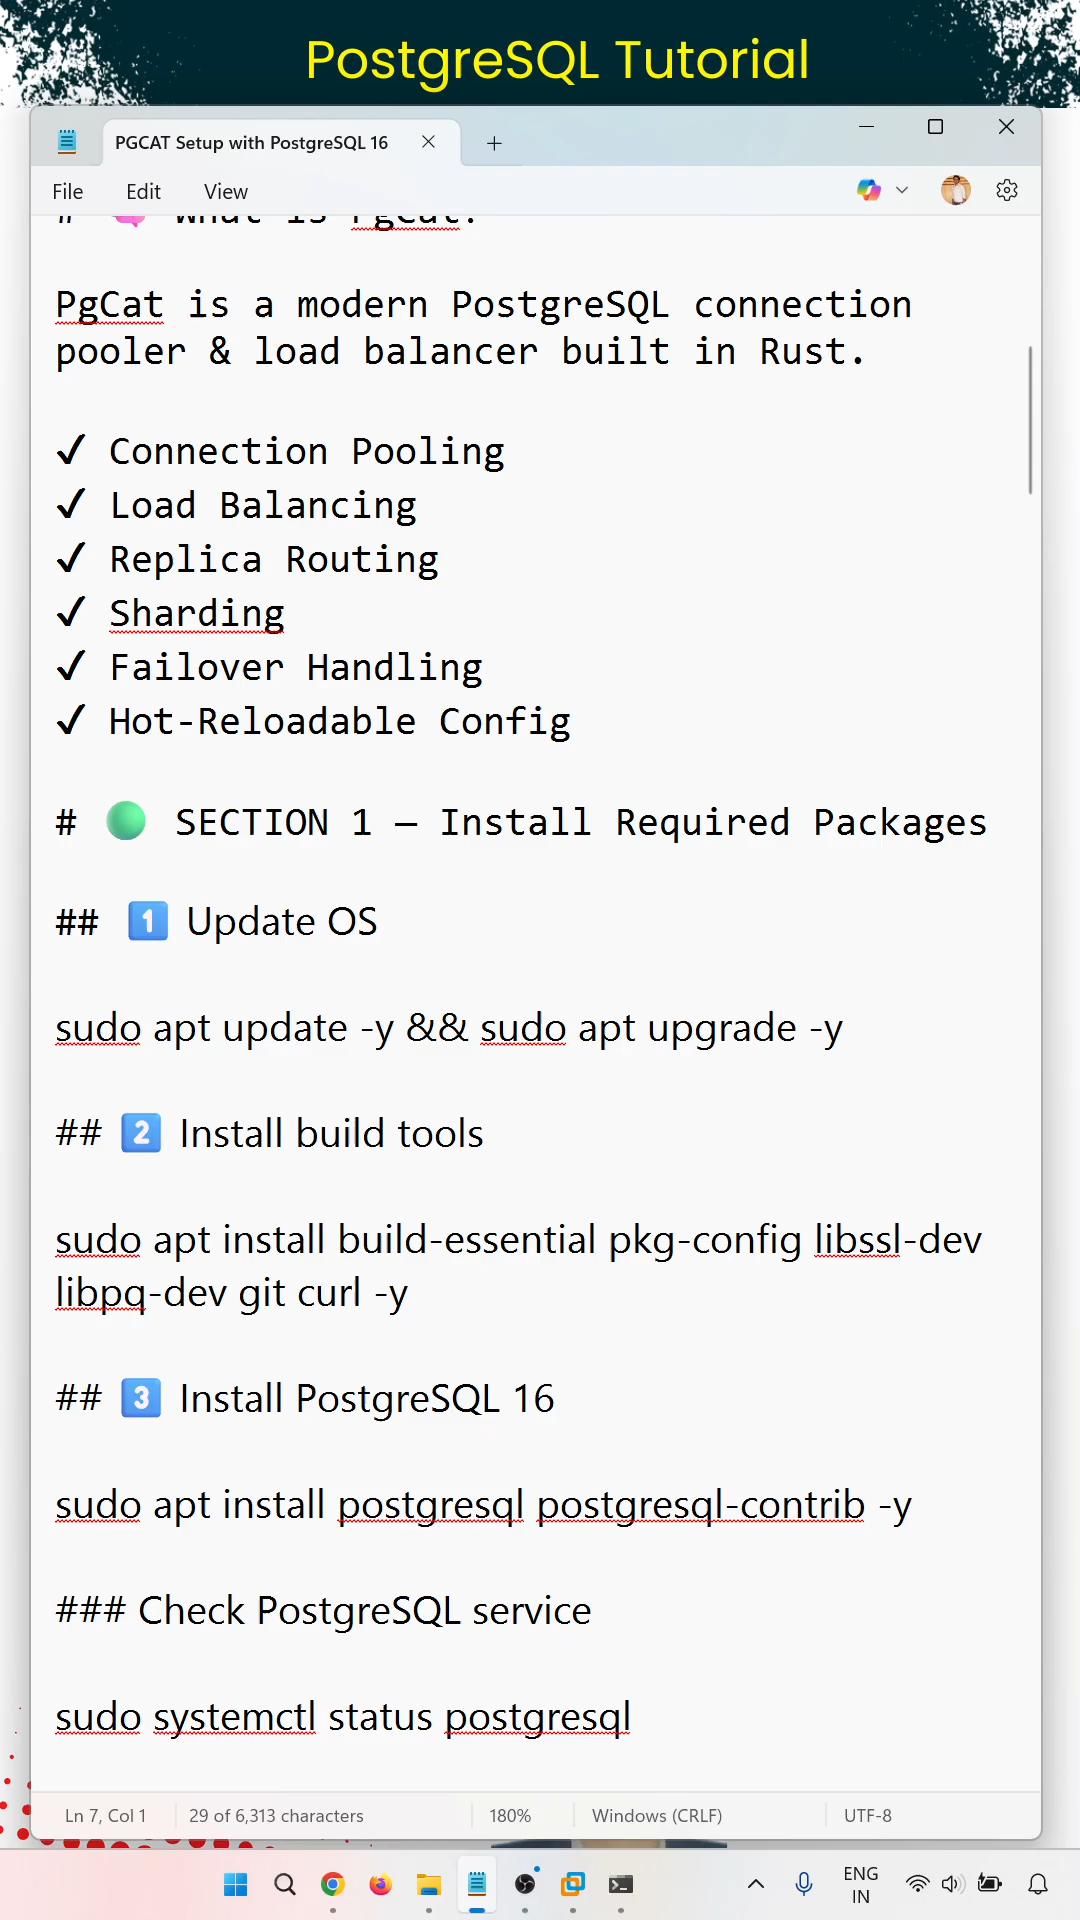 PostgreSQL Tutorial
PGCAT Setup with PostgreSQL 16
File Edit View
# 🧠 What is PgCat?
PgCat is a modern PostgreSQL connection
pooler & load balancer built in Rust.
✔ Connection Pooling
✔ Load Balancing
✔ Replica Routing
✔ Sharding
✔ Failover Handling
✔ Hot-Reloadable Config
# 🟢 SECTION 1 — Install Required Packages
## 1️⃣ Update OS
sudo apt update -y && sudo apt upgrade -y
## 2️⃣ Install build tools
sudo apt install build-essential pkg-config libssl-dev
libpq-dev git curl -y
## 3️⃣ Install PostgreSQL 16
sudo apt install postgresql postgresql-contrib -y
### Check PostgreSQL service
sudo systemctl status postgresql
Ln 7, Col 1 29 of 6,313 characters 180% Windows (CRLF) UTF-8
ENG
IN